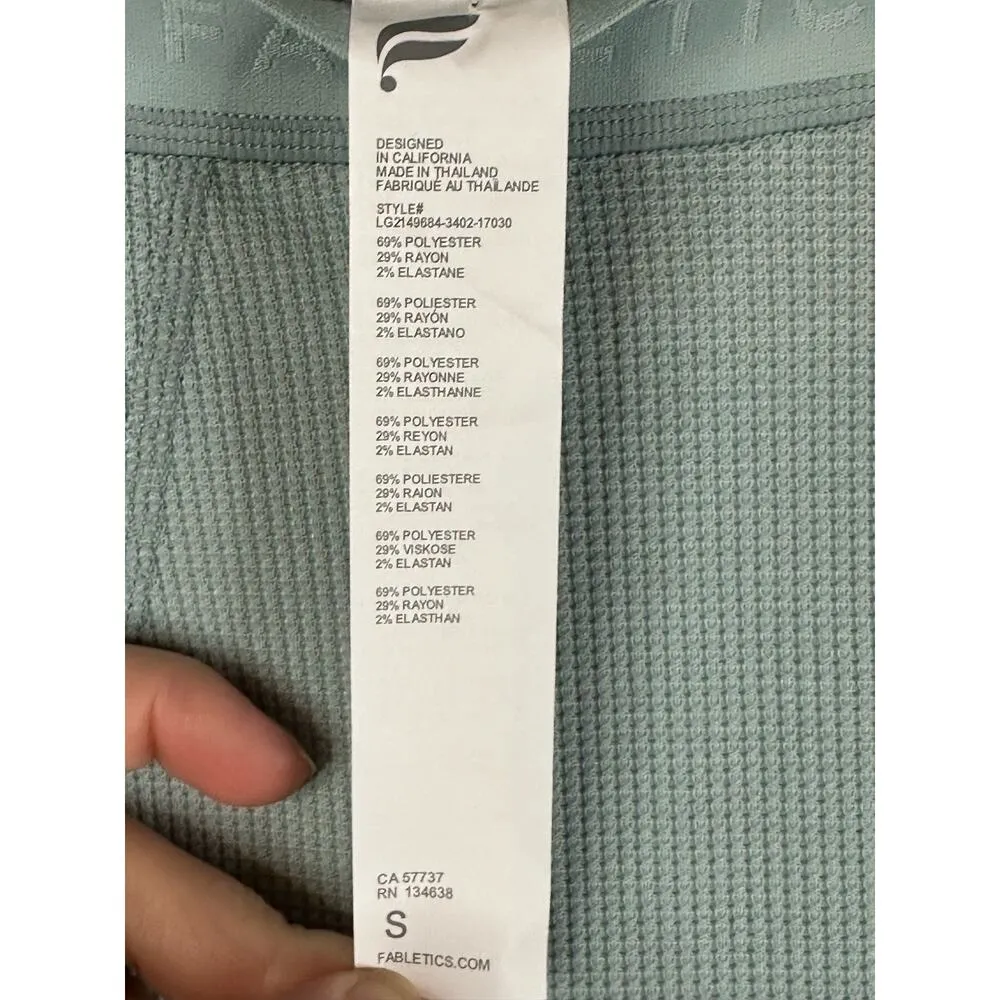 DESIGNED
IN CALIFORNIA
MADE IN THAILAND
FABRIQUÉ AU THAÏLANDE
STYLE#
LG2149684-3402-17030
69% POLYESTER
29% RAYON
2% ELASTANE
69% POLIESTER
29% RAYÓN
2% ELASTANO
69% POLYESTER
29% RAYONNE
2% ELASTHANNE
69% POLYESTER
29% REYON
2% ELASTAN
69% POLIESTERE
29% RAION
2% ELASTAN
69% POLYESTER
29% VISKOSE
2% ELASTAN
69% POLYESTER
29% RAYON
2% ELASTHAN
CA 57737
RN 134638
S
FABLETICS.COM